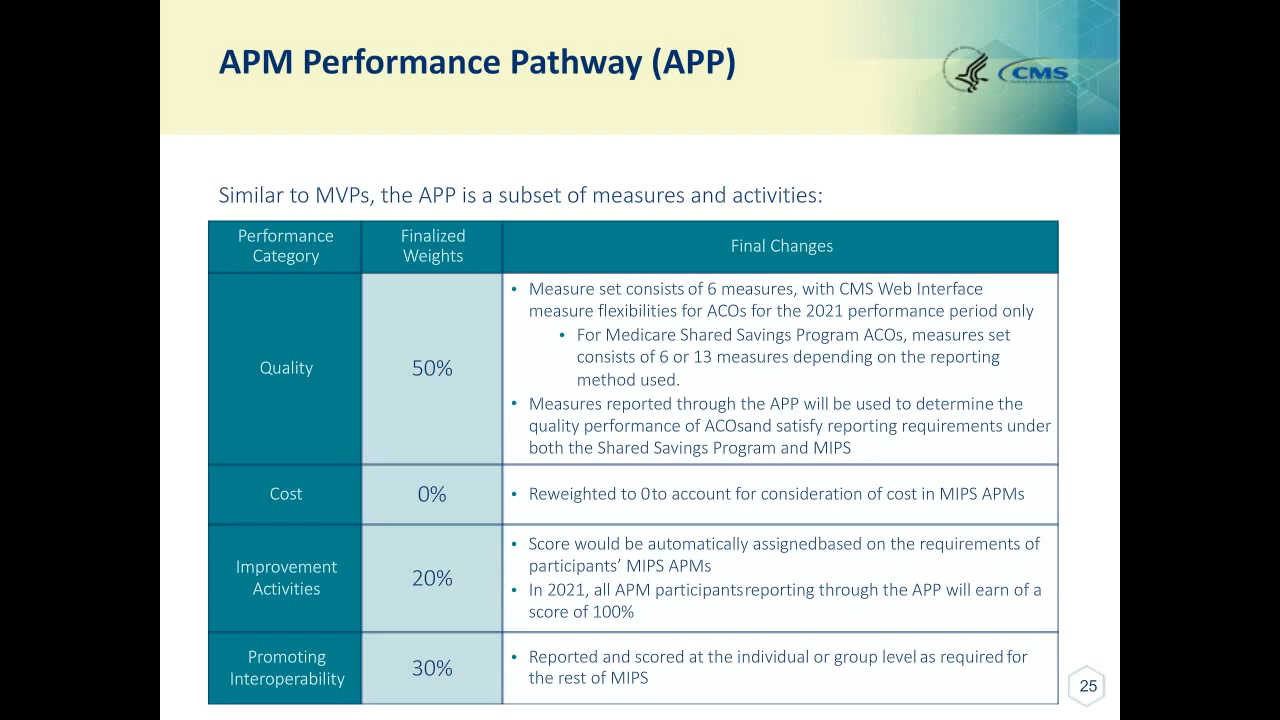 APM Performance Pathway (APP)
CMS
Similar to MVPs, the APP is a subset of measures and activities:
Performance
Category
Finalized
Weights
Final Changes
Quality
50%
• Measure set consists of 6 measures, with CMS Web Interface
measure flexibilities for ACOs for the 2021 performance period only
• For Medicare Shared Savings Program ACOs, measures set
consists of 6 or 13 measures depending on the reporting
method used.
• Measures reported through the APP will be used to determine the
quality performance of ACOsand satisfy reporting requirements under
both the Shared Savings Program and MIPS
Cost
0%
• Reweighted to 0 to account for consideration of cost in MIPS APMs
Improvement
Activities
20%
• Score would be automatically assignedbased on the requirements of
participants’ MIPS APMs
• In 2021, all APM participants reporting through the APP will earn of a
score of 100%
Promoting
Interoperability
30%
• Reported and scored at the individual or group level as required for
the rest of MIPS
25